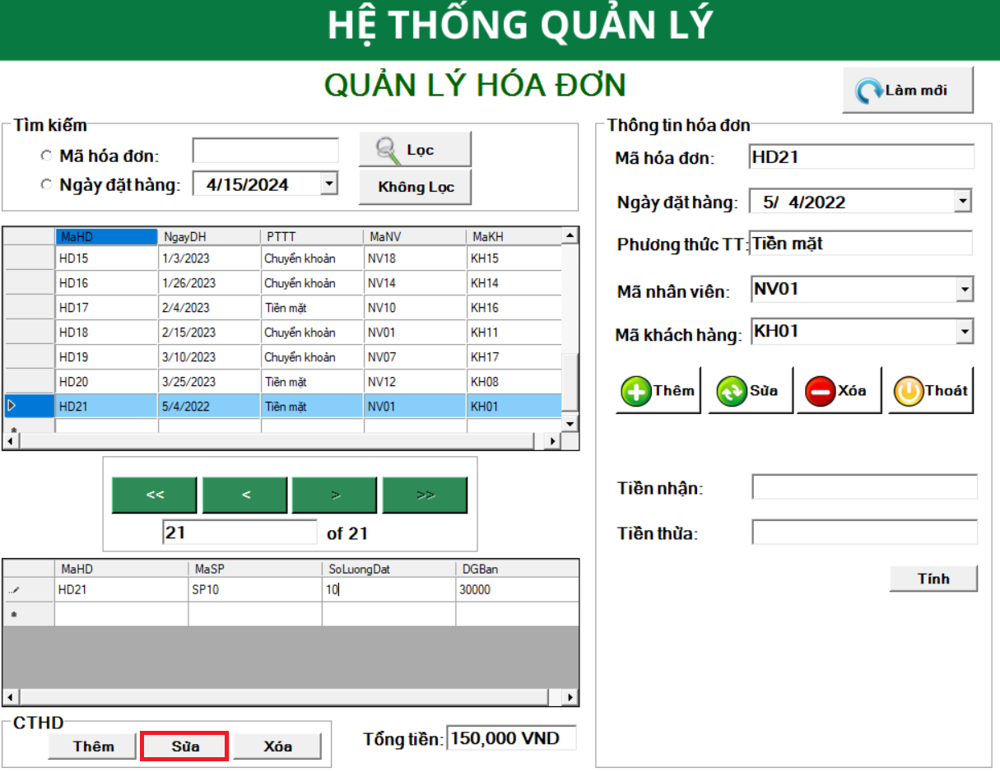 HỆ THỐNG QUẢN LÝ
QUẢN LÝ HÓA ĐƠN
Làm mới
Tìm kiếm
Mã hóa đơn:
Lọc
Ngày đặt hàng: 4/15/2024
Không Lọc
MaHD NgayDH PTTT MaNV MaKH
HD15 1/3/2023 Chuyển khoản NV18 KH15
HD16 1/26/2023 Chuyển khoản NV14 KH14
HD17 2/4/2023 Tiền mặt NV10 KH16
HD18 2/15/2023 Chuyển khoản NV01 KH11
HD19 3/10/2023 Chuyển khoản NV07 KH17
HD20 3/25/2023 Tiền mặt NV12 KH08
HD21 5/4/2022 Tiền mặt NV01 KH01
<< < > >>
21 of 21
MaHD MaSP SoLuongDat DGBan
HD21 SP10 10 30000
CTHD
Thêm Sửa Xóa
Tổng tiền: 150,000 VND
Thông tin hóa đơn
Mã hóa đơn: HD21
Ngày đặt hàng: 5/ 4/2022
Phương thức TT: Tiền mặt
Mã nhân viên: NV01
Mã khách hàng: KH01
Thêm Sửa Xóa Thoát
Tiền nhận:
Tiền thừa:
Tính